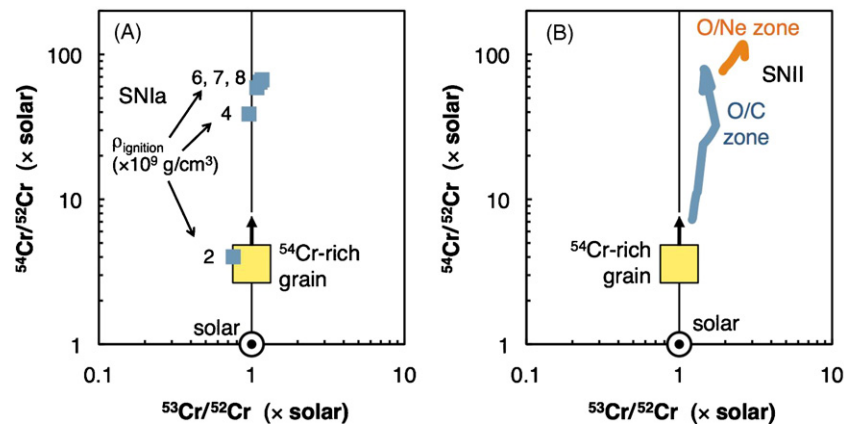 (A)
100
10
1
⁵⁴Cr/⁵²Cr (× solar)
6, 7, 8
SNIa
4
ρignition
(×10⁹ g/cm³)
2
⁵⁴Cr-rich
grain
solar
0.1
1
10
⁵³Cr/⁵²Cr (× solar)
(B)
100
10
1
⁵⁴Cr/⁵²Cr (× solar)
O/Ne zone
SNII
O/C
zone
⁵⁴Cr-rich
grain
solar
0.1
1
10
⁵³Cr/⁵²Cr (× solar)